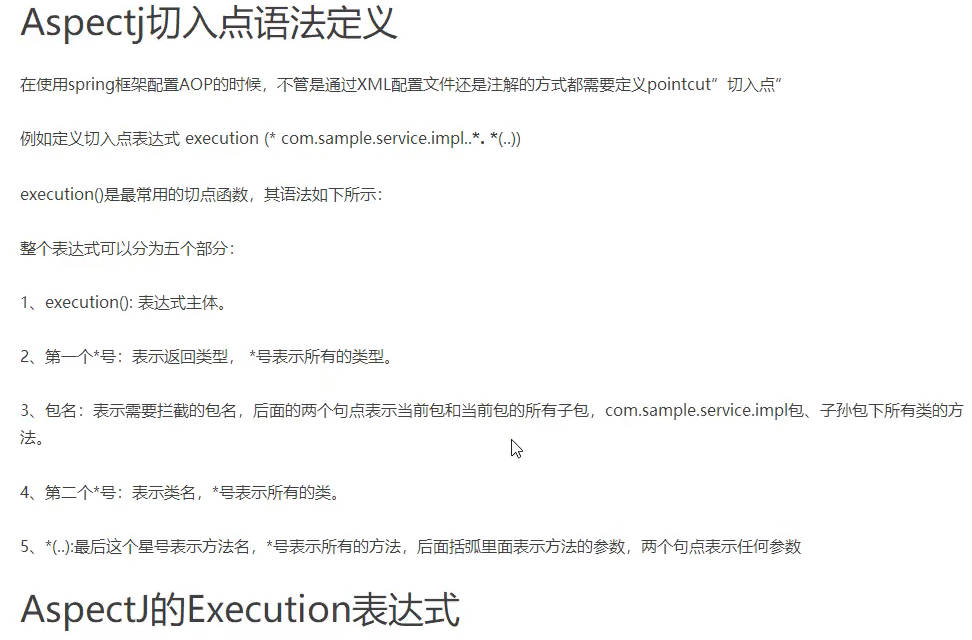 Aspectj切入点语法定义
在使用spring框架配置AOP的时候，不管是通过XML配置文件还是注解的方式都需要定义pointcut”切入点“
例如定义切入点表达式 execution (* com.sample.service.impl..*. *(..))
execution()是最常用的切点函数，其语法如下所示：
整个表达式可以分为五个部分：
1、execution(): 表达式主体。
2、第一个*号：表示返回类型， *号表示所有的类型。
3、包名：表示需要拦截的包名，后面的两个句点表示当前包和当前包的所有子包，com.sample.service.impl包、子孙包下所有类的方
法。
4、第二个*号：表示类名，*号表示所有的类。
5、*(..):最后这个星号表示方法名，*号表示所有的方法，后面括弧里面表示方法的参数，两个句点表示任何参数
AspectJ的Execution表达式